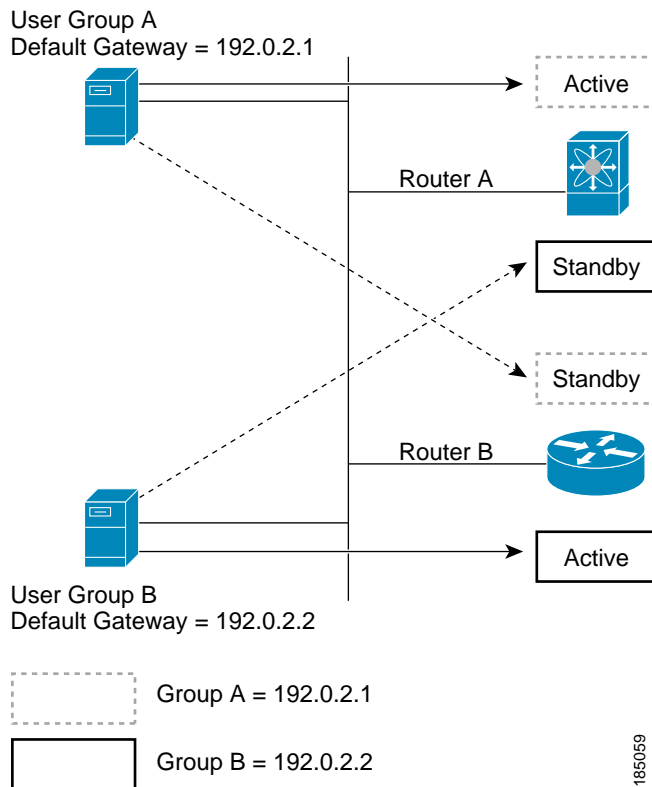 User Group A
Default Gateway = 192.0.2.1
Active
Router A
Standby
Standby
Router B
Active
User Group B
Default Gateway = 192.0.2.2
Group A = 192.0.2.1
Group B = 192.0.2.2
185059